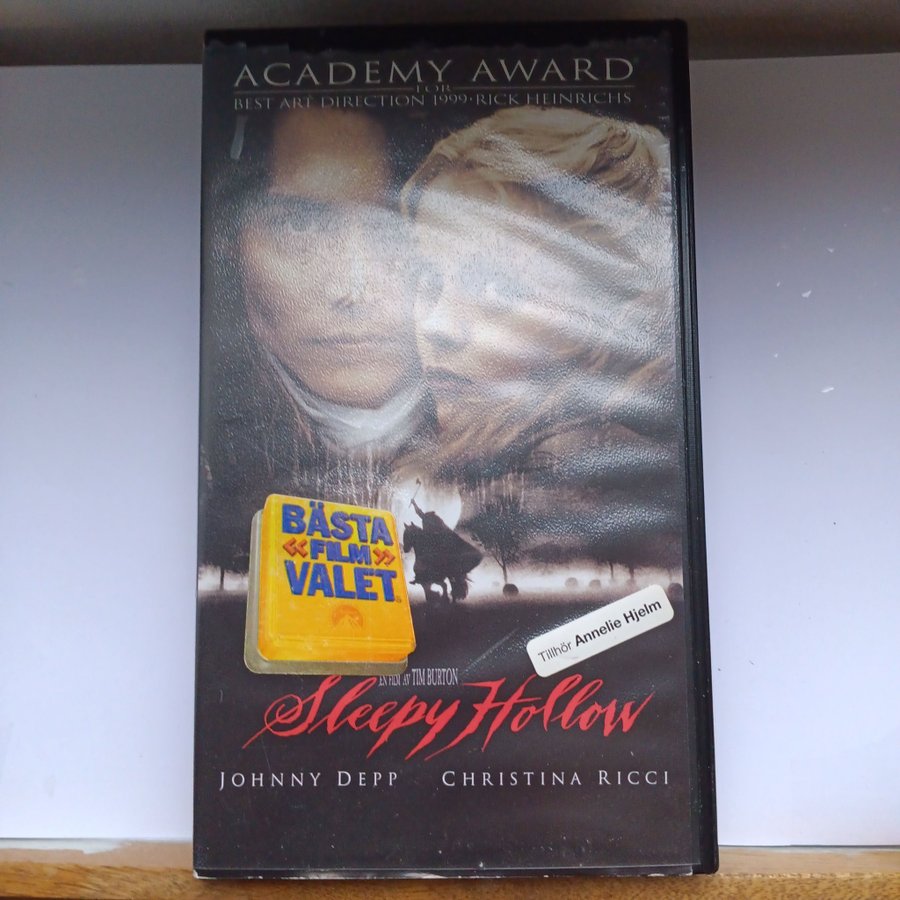 ACADEMY AWARD
FOR
BEST ART DIRECTION 1999 · RICK HEINRICHS
BÄSTA
«FILM»
VALET
Tillhör Annelie Hjelm
EN FILM AV TIM BURTON
Sleepy Hollow
JOHNNY DEPP CHRISTINA RICCI